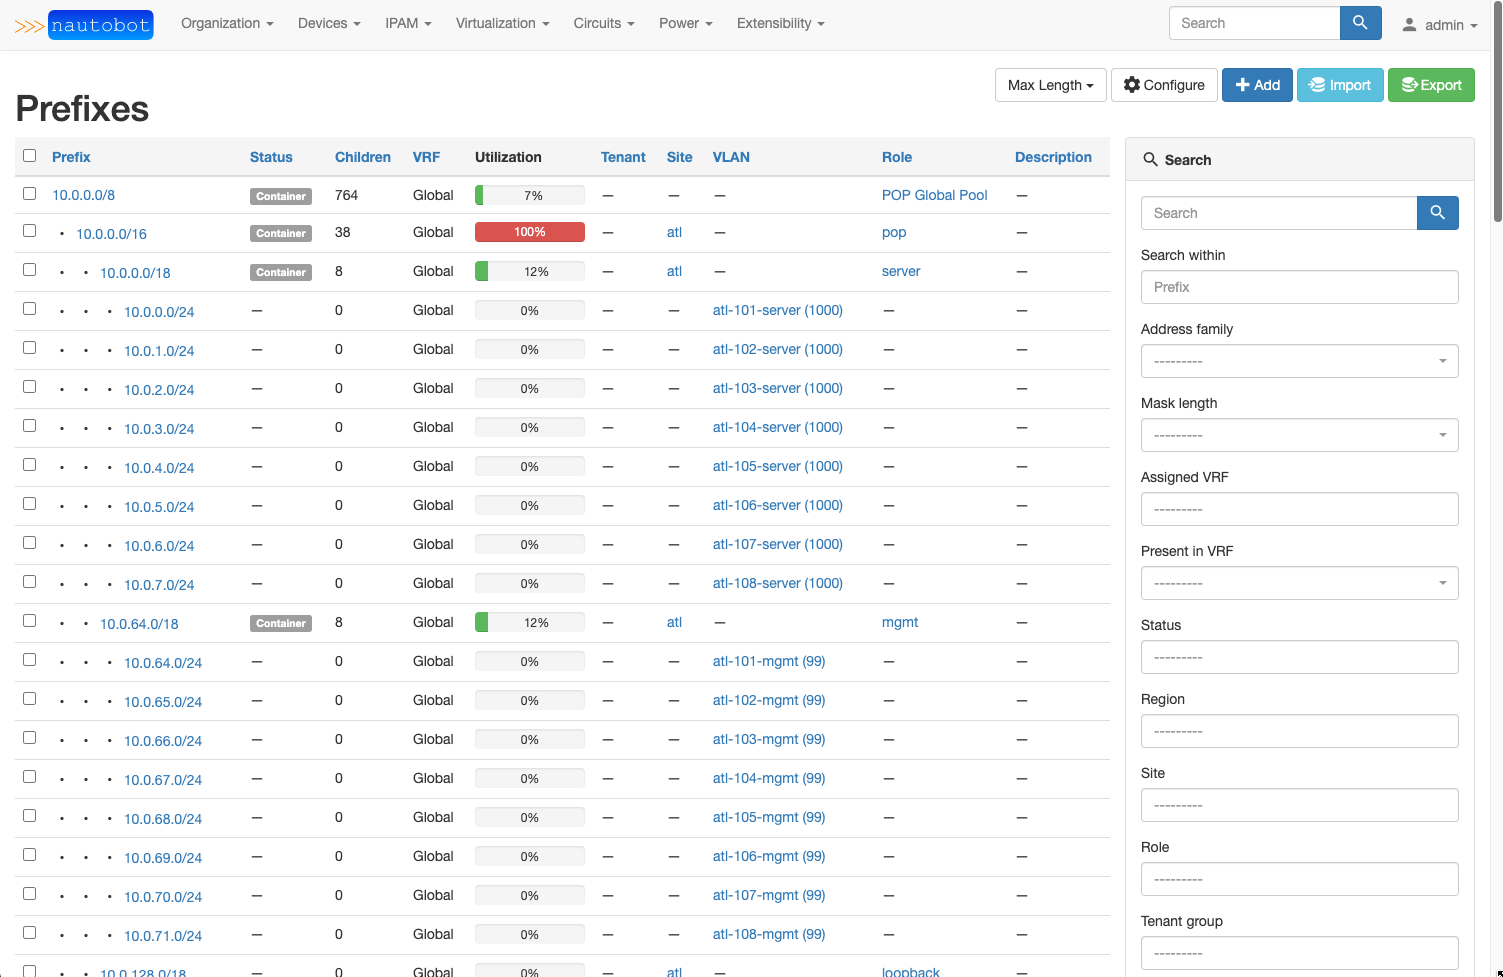 >>> nautobot Organization Devices IPAM Virtualization Circuits Power Extensibility Search admin
Max Length Configure Add Import Export
Prefixes
Prefix Status Children VRF Utilization Tenant Site VLAN Role Description
10.0.0.0/8 Container 764 Global 7% — — — POP Global Pool —
• 10.0.0.0/16 Container 38 Global 100% — atl — pop —
• • 10.0.0.0/18 Container 8 Global 12% — atl — server —
• • • 10.0.0.0/24 — 0 Global 0% — — atl-101-server (1000) — —
• • • 10.0.1.0/24 — 0 Global 0% — — atl-102-server (1000) — —
• • • 10.0.2.0/24 — 0 Global 0% — — atl-103-server (1000) — —
• • • 10.0.3.0/24 — 0 Global 0% — — atl-104-server (1000) — —
• • • 10.0.4.0/24 — 0 Global 0% — — atl-105-server (1000) — —
• • • 10.0.5.0/24 — 0 Global 0% — — atl-106-server (1000) — —
• • • 10.0.6.0/24 — 0 Global 0% — — atl-107-server (1000) — —
• • • 10.0.7.0/24 — 0 Global 0% — — atl-108-server (1000) — —
• • 10.0.64.0/18 Container 8 Global 12% — atl — mgmt —
• • • 10.0.64.0/24 — 0 Global 0% — — atl-101-mgmt (99) — —
• • • 10.0.65.0/24 — 0 Global 0% — — atl-102-mgmt (99) — —
• • • 10.0.66.0/24 — 0 Global 0% — — atl-103-mgmt (99) — —
• • • 10.0.67.0/24 — 0 Global 0% — — atl-104-mgmt (99) — —
• • • 10.0.68.0/24 — 0 Global 0% — — atl-105-mgmt (99) — —
• • • 10.0.69.0/24 — 0 Global 0% — — atl-106-mgmt (99) — —
• • • 10.0.70.0/24 — 0 Global 0% — — atl-107-mgmt (99) — —
• • • 10.0.71.0/24 — 0 Global 0% — — atl-108-mgmt (99) — —
• • 10.0.128.0/18 — 0 Global 0% — atl — loopback —
Search
Search
Search within
Prefix
Address family
---------
Mask length
---------
Assigned VRF
---------
Present in VRF
---------
Status
---------
Region
---------
Site
---------
Role
---------
Tenant group
---------